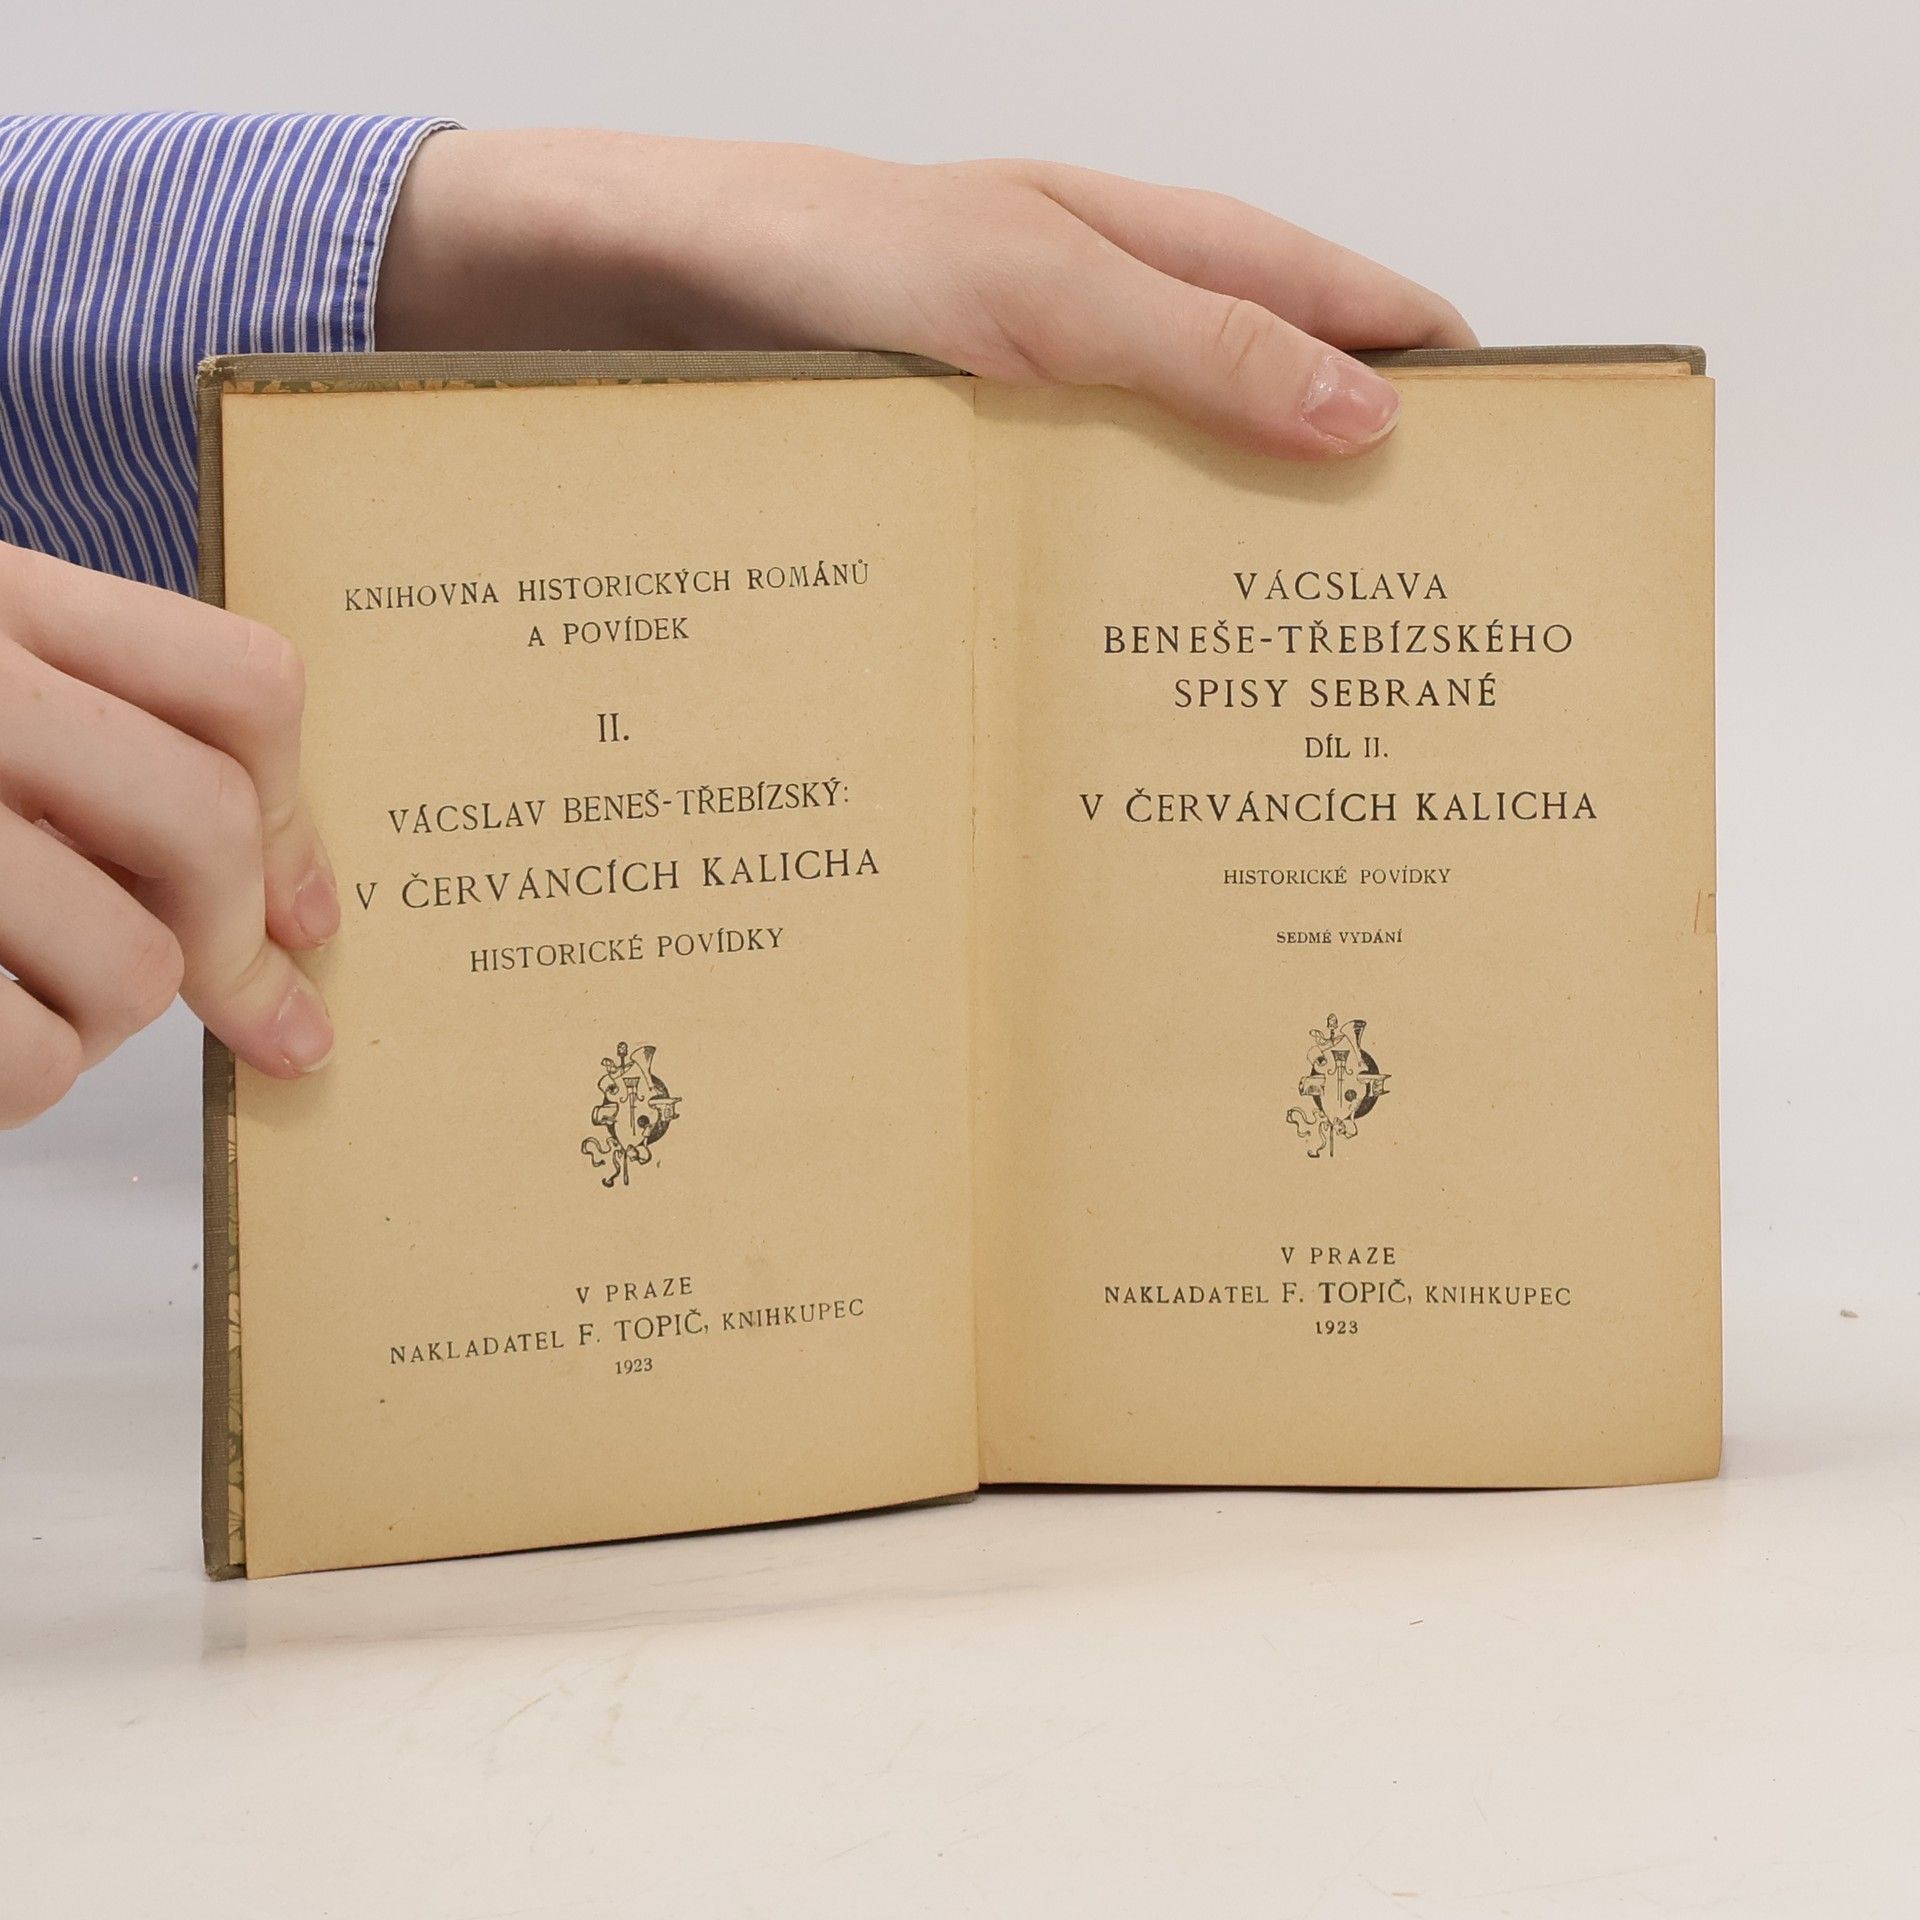 KNIHOVNA HISTORICKÝCH ROMÁNŮ
A POVÍDEK
II.
VÁCSLAV BENEŠ-TŘEBÍZSKÝ:
V ČERVÁNCÍCH KALICHA
HISTORICKÉ POVÍDKY
V PRAZE
NAKLADATEL F. TOPIČ, KNIHKUPEC
1923
VÁCSLAVA
BENEŠE-TŘEBÍZSKÉHO
SPISY SEBRANÉ
DÍL II.
V ČERVÁNCÍCH KALICHA
HISTORICKÉ POVÍDKY
SEDMÉ VYDÁNÍ
V PRAZE
NAKLADATEL F. TOPIČ, KNIHKUPEC
1923